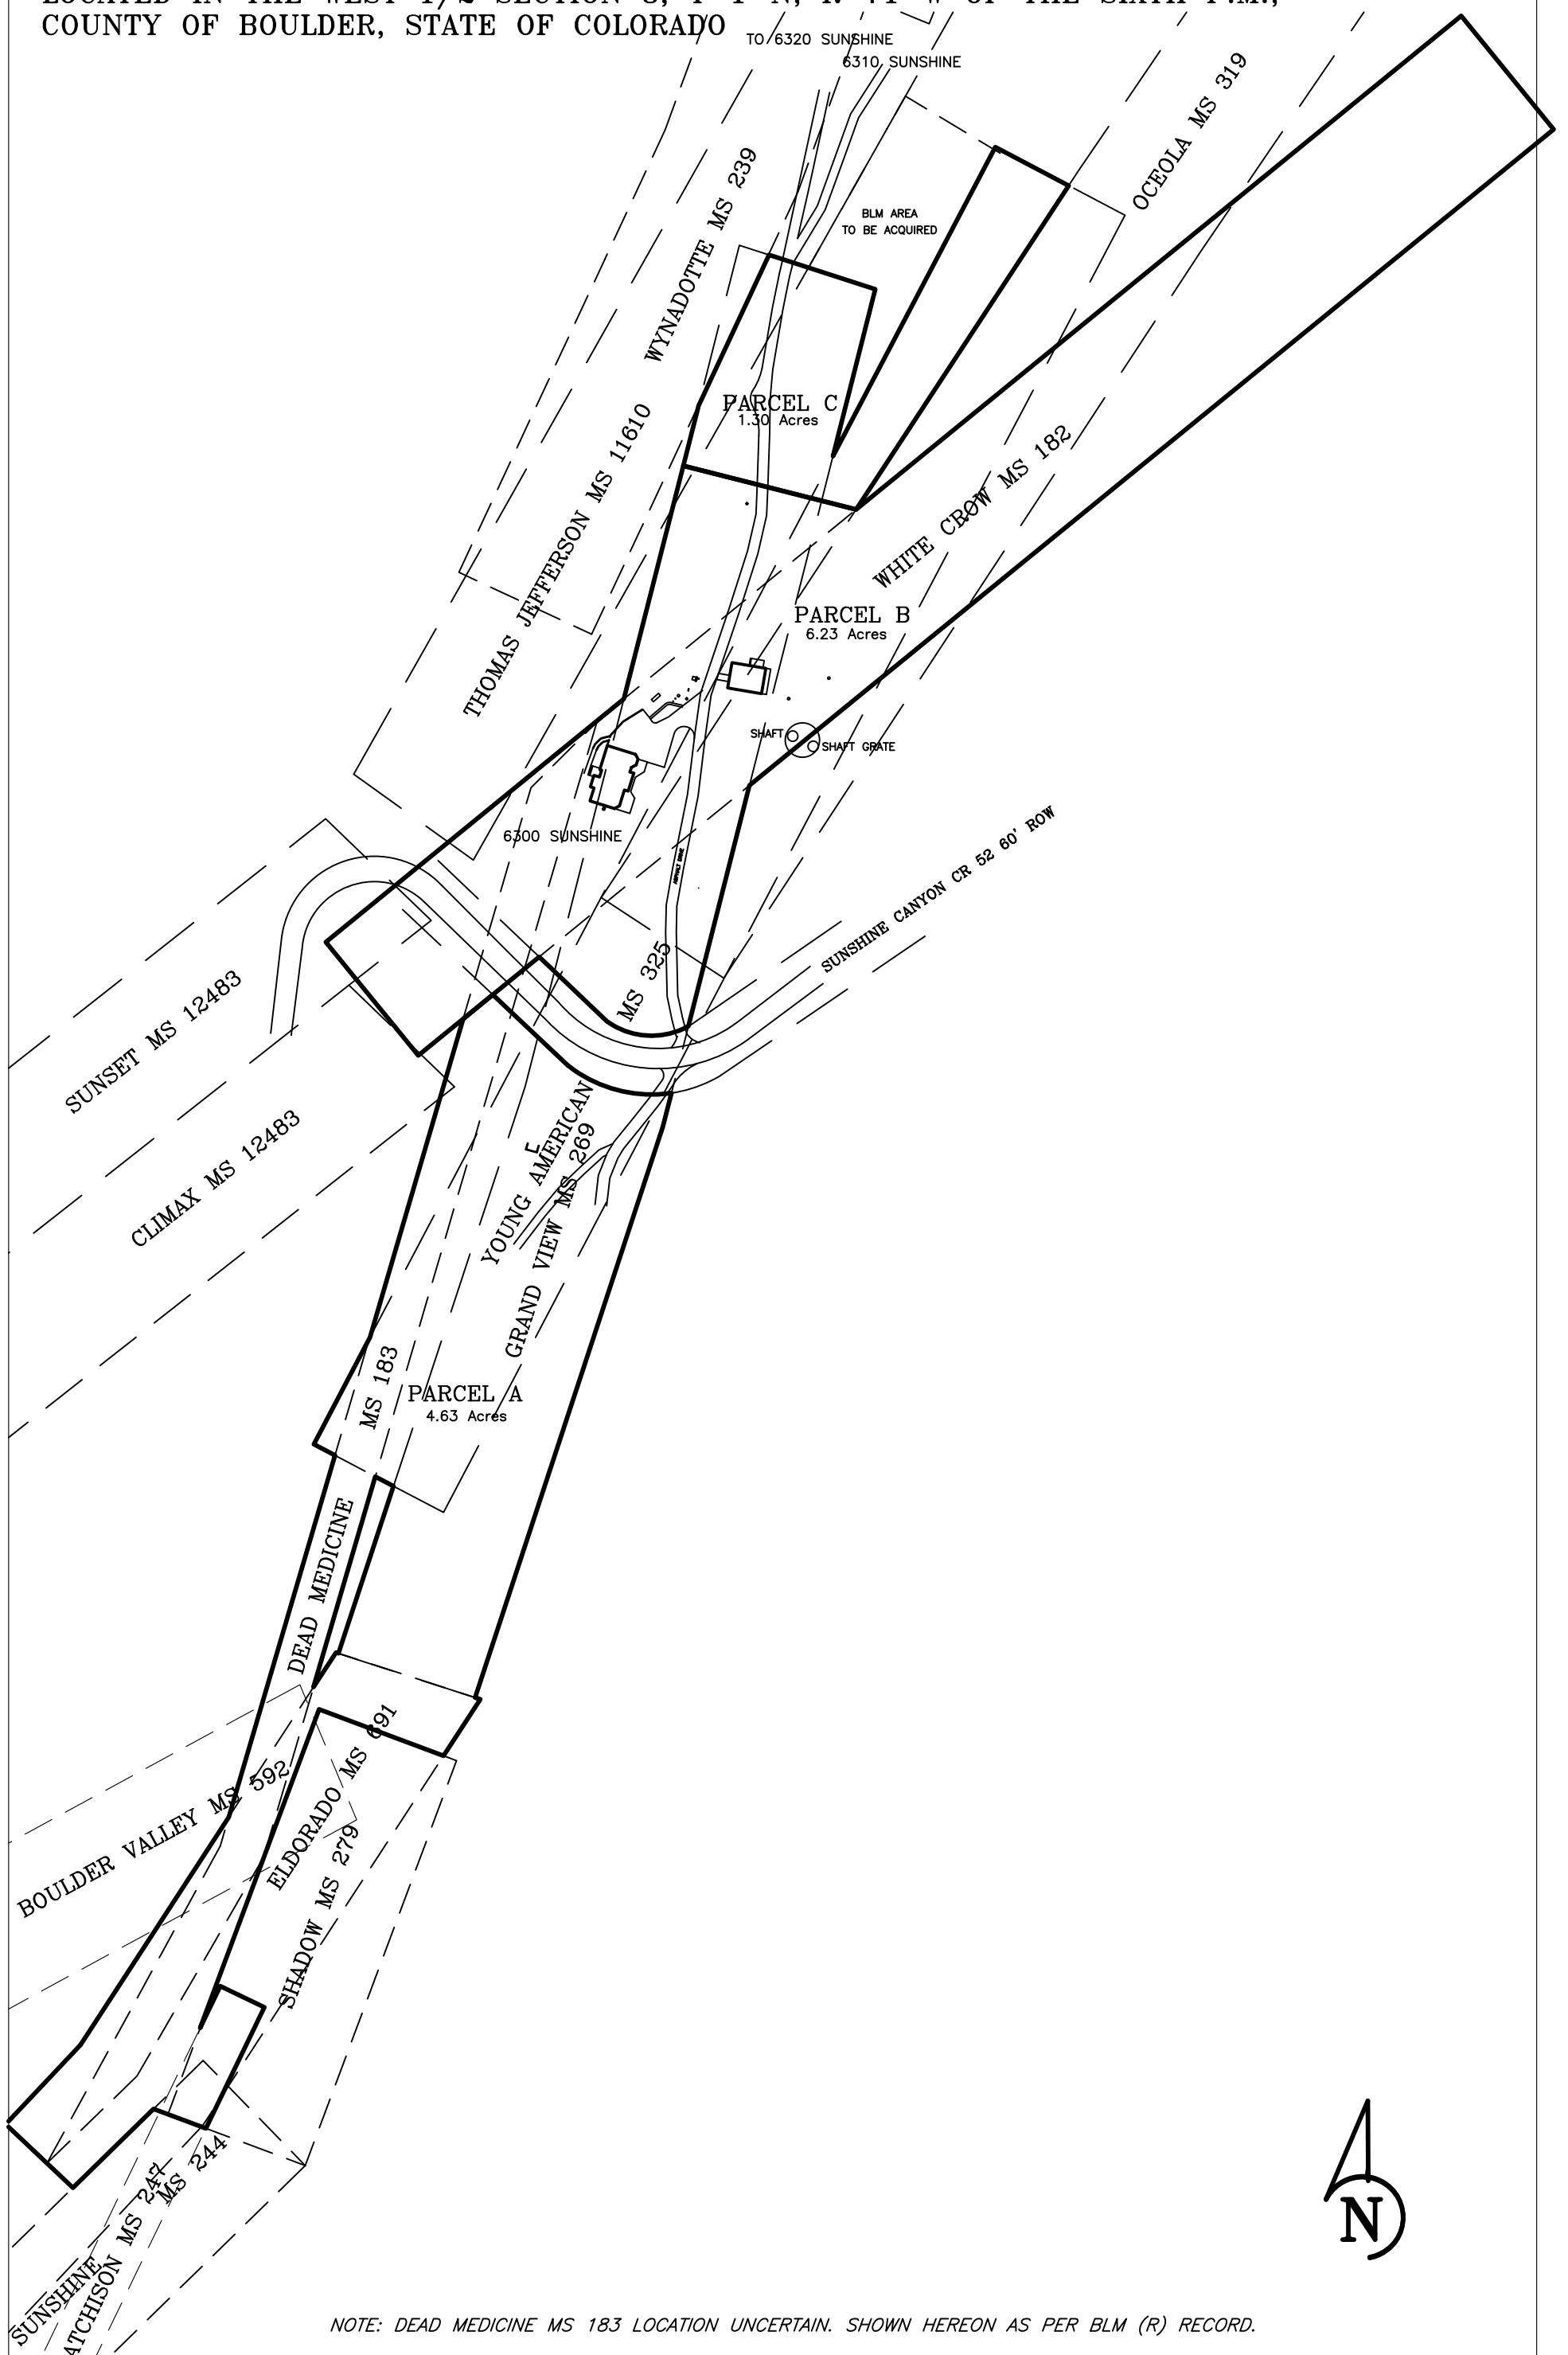 COUNTY OF BOULDER, STATE OF COLORADO
TO 6320 SUNSHINE
6310 SUNSHINE
OCEOLA MS 319
WYNADOTTE MS 239
BLM AREA
TO BE ACQUIRED
PARCEL C
1.30 Acres
THOMAS JEFFERSON MS 11610
WHITE CROW MS 182
PARCEL B
6.23 Acres
SHAFT
SHAFT GRATE
6300 SUNSHINE
ASPHALT DRIVE
SUNSHINE CANYON CR 52 60' ROW
MS 325
SUNSET MS 12483
CLIMAX MS 12483
YOUNG AMERICAN
GRAND VIEW MS 269
MS 183
PARCEL A
4.63 Acres
DEAD MEDICINE
ELDORADO MS 691
BOULDER VALLEY MS 592
SHADOW MS 279
MS 244
ATCHISON MS 247
SUNSHINE
N
NOTE: DEAD MEDICINE MS 183 LOCATION UNCERTAIN. SHOWN HEREON AS PER BLM (R) RECORD.